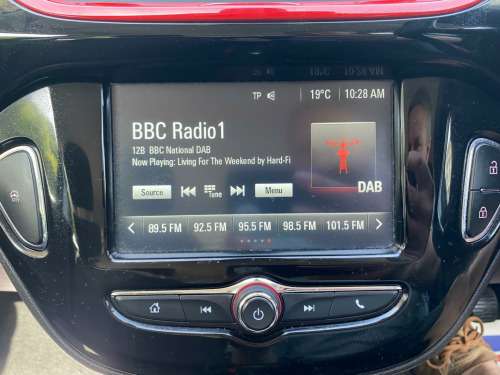 TP 19°C 10:28 AM
BBC Radio1
12B BBC National DAB
Now Playing: Living For The Weekend by Hard-Fi
DAB
Source Tune Menu
89.5 FM 92.5 FM 95.5 FM 98.5 FM 101.5 FM